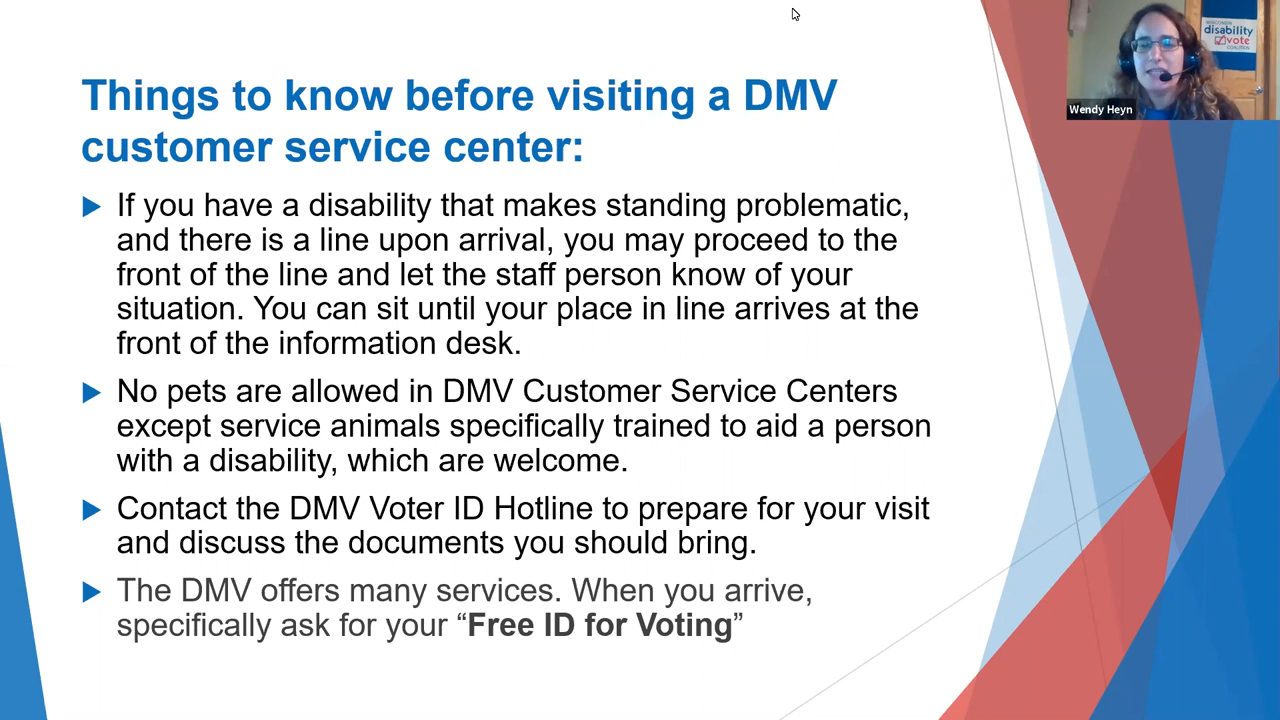 Things to know before visiting a DMV
customer service center:
If you have a disability that makes standing problematic,
and there is a line upon arrival, you may proceed to the
front of the line and let the staff person know of your
situation. You can sit until your place in line arrives at the
front of the information desk.
No pets are allowed in DMV Customer Service Centers
except service animals specifically trained to aid a person
with a disability, which are welcome.
Contact the DMV Voter ID Hotline to prepare for your visit
and discuss the documents you should bring.
The DMV offers many services. When you arrive,
specifically ask for your “Free ID for Voting”
WISCONSIN
disability
vote
COALITION
Wendy Heyn